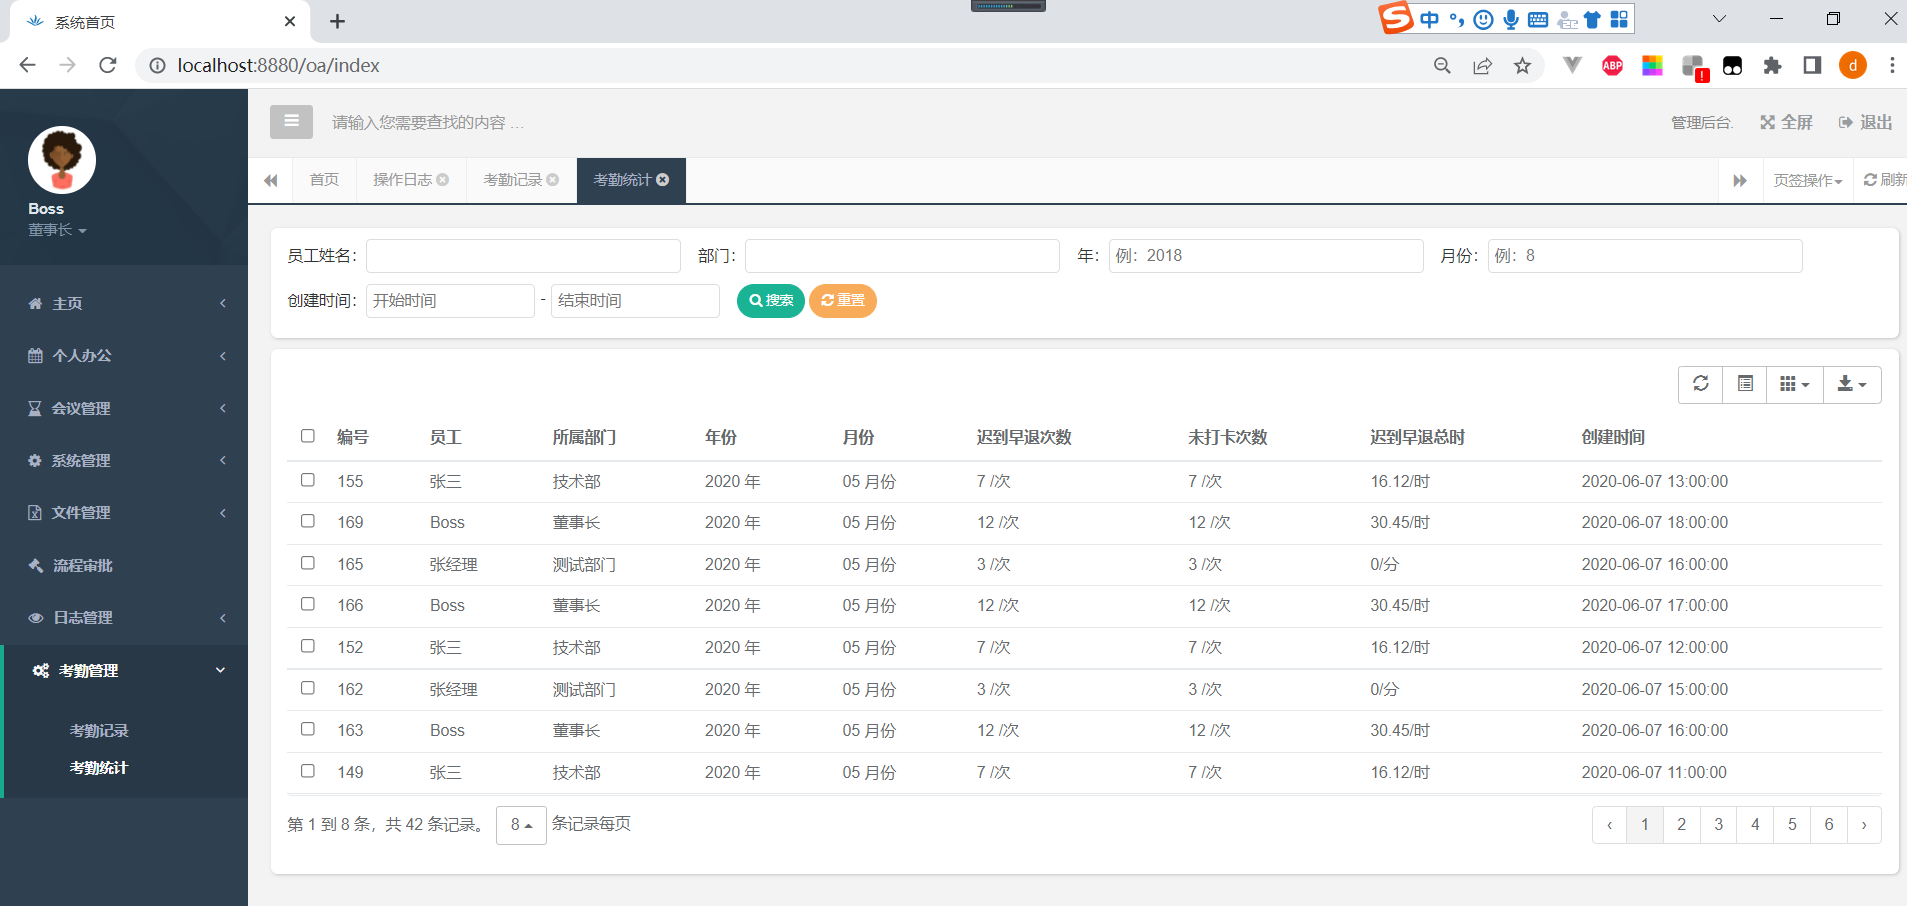 系统首页
中
localhost:8880/oa/index
ABP
d
请输入您需要查找的内容 …
管理后台.
全屏
退出
Boss
董事长
首页
操作日志
考勤记录
考勤统计
页签操作
刷新
主页
个人办公
会议管理
系统管理
文件管理
流程审批
日志管理
考勤管理
考勤记录
考勤统计
员工姓名： 部门： 年： 例：2018 月份： 例：8
创建时间： 开始时间 - 结束时间 搜索 重置
编号 员工 所属部门 年份 月份 迟到早退次数 未打卡次数 迟到早退总时 创建时间
155 张三 技术部 2020 年 05 月份 7 /次 7 /次 16.12/时 2020-06-07 13:00:00
169 Boss 董事长 2020 年 05 月份 12 /次 12 /次 30.45/时 2020-06-07 18:00:00
165 张经理 测试部门 2020 年 05 月份 3 /次 3 /次 0/分 2020-06-07 16:00:00
166 Boss 董事长 2020 年 05 月份 12 /次 12 /次 30.45/时 2020-06-07 17:00:00
152 张三 技术部 2020 年 05 月份 7 /次 7 /次 16.12/时 2020-06-07 12:00:00
162 张经理 测试部门 2020 年 05 月份 3 /次 3 /次 0/分 2020-06-07 15:00:00
163 Boss 董事长 2020 年 05 月份 12 /次 12 /次 30.45/时 2020-06-07 16:00:00
149 张三 技术部 2020 年 05 月份 7 /次 7 /次 16.12/时 2020-06-07 11:00:00
第 1 到 8 条，共 42 条记录。 8 条记录每页
‹ 1 2 3 4 5 6 ›